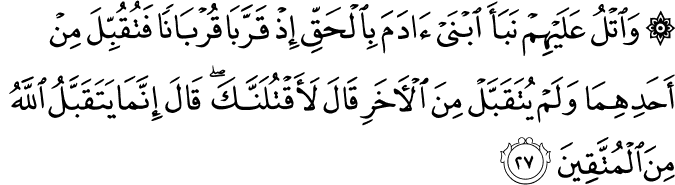 ۞ وَٱتْلُ عَلَيْهِمْ نَبَأَ ٱبْنَىْ ءَادَمَ بِٱلْحَقِّ إِذْ قَرَّبَا قُرْبَانًا فَتُقُبِّلَ مِنْ
أَحَدِهِمَا وَلَمْ يُتَقَبَّلْ مِنَ ٱلْـَٔاخَرِ قَالَ لَأَقْتُلَنَّكَ ۖ قَالَ إِنَّمَا يَتَقَبَّلُ ٱللَّهُ
مِنَ ٱلْمُتَّقِينَ ٢٧